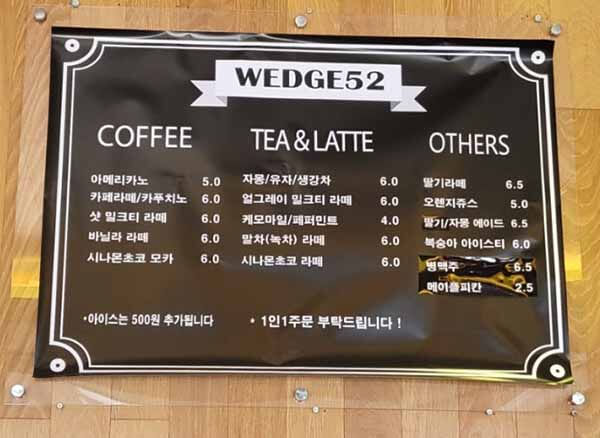 WEDGE52
COFFEE
아메리카노 5.0
카페라떼/카푸치노 6.0
샷 밀크티 라떼 6.0
바닐라 라떼 6.0
시나몬초코 모카 6.0
•아이스는 500원 추가됩니다
TEA & LATTE
자몽/유자/생강차 6.0
얼그레이 밀크티 라떼 6.0
케모마일/페퍼민트 4.0
말차(녹차) 라떼 6.0
시나몬초코 라떼 6.0
* 1인1주문 부탁드립니다 !
OTHERS
딸기라떼 6.5
오렌지쥬스 5.0
딸기/자몽 에이드 6.5
복숭아 아이스티 6.0
병맥주 6.5
메이플피칸 2.5